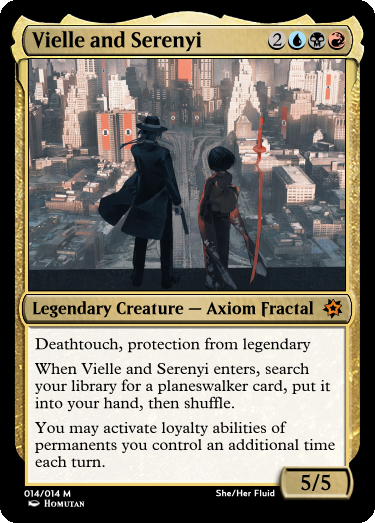 Vielle and Serenyi 2
Legendary Creature — Axiom Fractal
Deathtouch, protection from legendary
When Vielle and Serenyi enters, search
your library for a planeswalker card, put it
into your hand, then shuffle.
You may activate loyalty abilities of
permanents you control an additional time
each turn.
5/5
014/014 M She/Her Fluid
Homutan